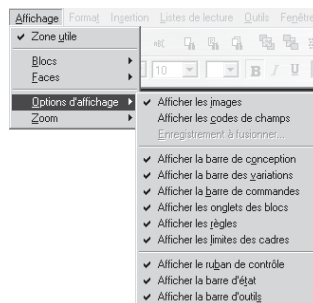 Affichage Format Insertion Listes de lecture Outils Fenêtre
Zone utile
Blocs
Faces
Options d'affichage
Zoom
10
B I U
Afficher les images
Afficher les codes de champs
Enregistrement à fusionner...
Afficher la barre de conception
Afficher la barre des variations
Afficher la barre de commandes
Afficher les onglets des blocs
Afficher les règles
Afficher les limites des cadres
Afficher le ruban de contrôle
Afficher la barre d'état
Afficher la barre d'outils